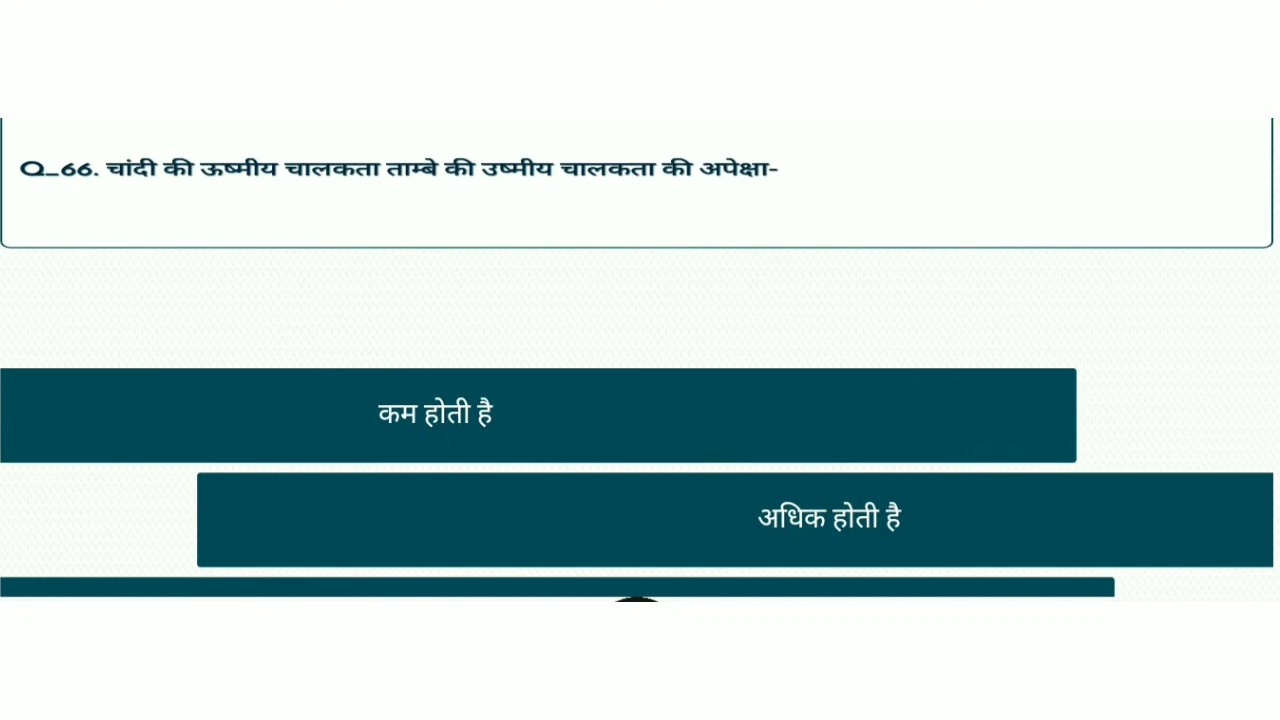 Q_66. चांदी की ऊष्मीय चालकता ताम्बे की उष्मीय चालकता की अपेक्षा-
कम होती है
अधिक होती है